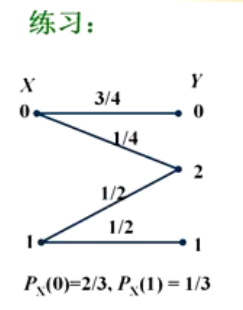 练习：
X Y
3/4
0 0
1/4
2
1/2
1/2
1 1
P_X(0)=2/3, P_X(1) = 1/3